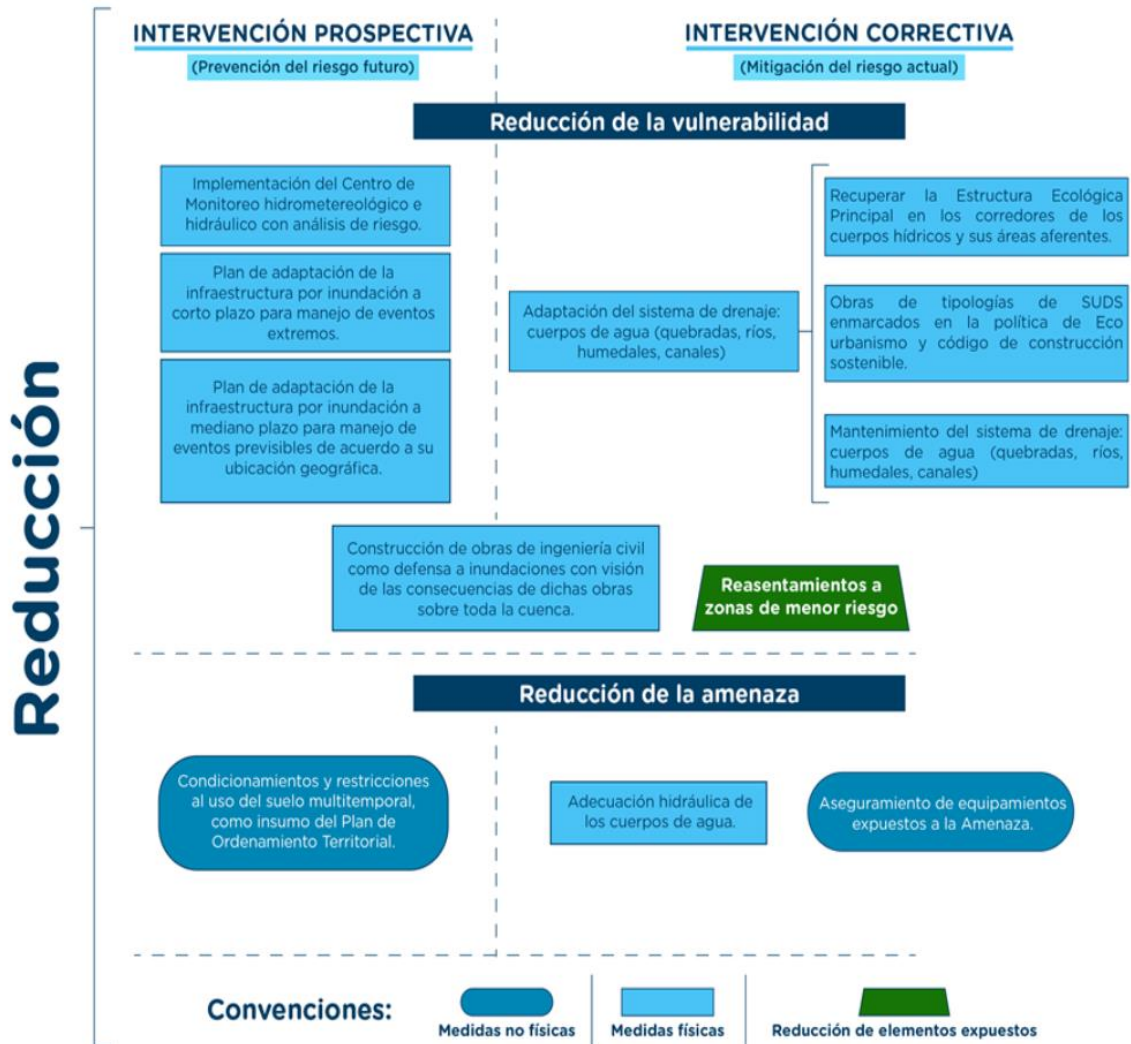 Reducción
INTERVENCIÓN PROSPECTIVA
(Prevención del riesgo futuro)
INTERVENCIÓN CORRECTIVA
(Mitigación del riesgo actual)
Reducción de la vulnerabilidad
Implementación del Centro de
Monitoreo hidrometereológico e
hidráulico con análisis de riesgo.
Plan de adaptación de la
infraestructura por inundación a
corto plazo para manejo de eventos
extremos.
Plan de adaptación de la
infraestructura por inundación a
mediano plazo para manejo de
eventos previsibles de acuerdo a su
ubicación geográfica.
Adaptación del sistema de drenaje:
cuerpos de agua (quebradas, ríos,
humedales, canales)
Recuperar la Estructura Ecológica
Principal en los corredores de los
cuerpos hídricos y sus áreas aferentes.
Obras de tipologías de SUDS
enmarcados en la política de Eco
urbanismo y código de construcción
sostenible.
Mantenimiento del sistema de drenaje:
cuerpos de agua (quebradas, ríos,
humedales, canales)
Construcción de obras de ingeniería civil
como defensa a inundaciones con visión
de las consecuencias de dichas obras
sobre toda la cuenca.
Reasentamientos a
zonas de menor riesgo
Reducción de la amenaza
Condicionamientos y restricciones
al uso del suelo multitemporal,
como insumo del Plan de
Ordenamiento Territorial.
Adecuación hidráulica de
los cuerpos de agua.
Aseguramiento de equipamientos
expuestos a la Amenaza.
Convenciones:
Medidas no físicas
Medidas físicas
Reducción de elementos expuestos